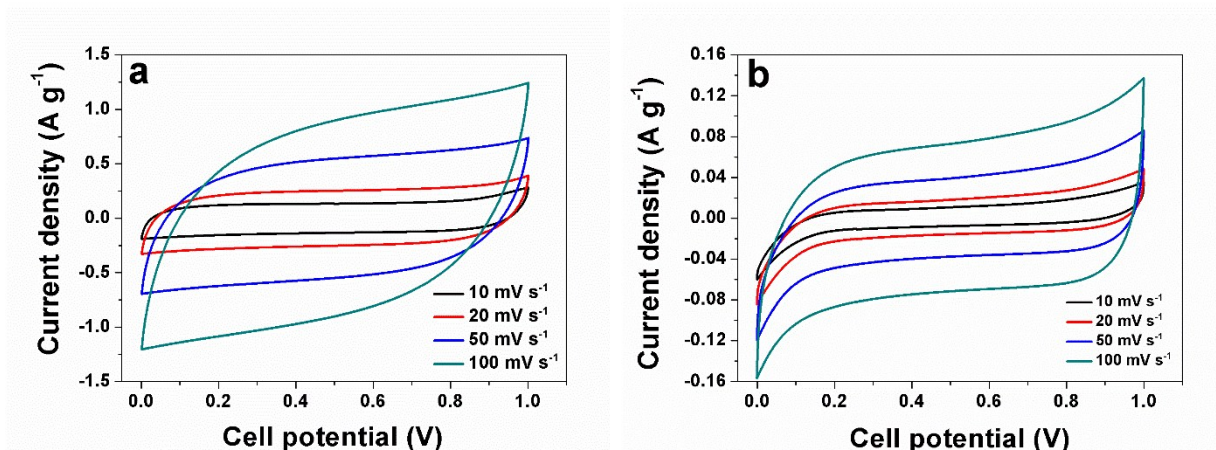 a
Current density (A g⁻¹)
1.5
1.0
0.5
0.0
-0.5
-1.0
-1.5
10 mV s⁻¹
20 mV s⁻¹
50 mV s⁻¹
100 mV s⁻¹
0.0 0.2 0.4 0.6 0.8 1.0
Cell potential (V)
b
Current density (A g⁻¹)
0.16
0.12
0.08
0.04
0.00
-0.04
-0.08
-0.12
-0.16
10 mV s⁻¹
20 mV s⁻¹
50 mV s⁻¹
100 mV s⁻¹
0.0 0.2 0.4 0.6 0.8 1.0
Cell potential (V)